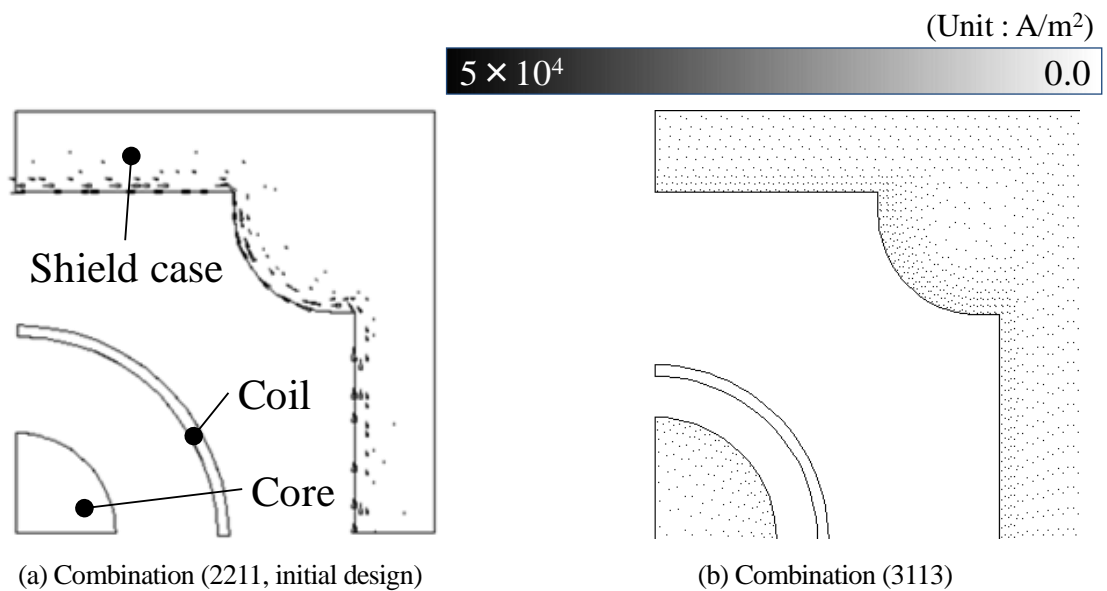 (Unit : A/m²)
5 × 10⁴ 0.0
Shield case
Coil
Core
(a) Combination (2211, initial design) (b) Combination (3113)